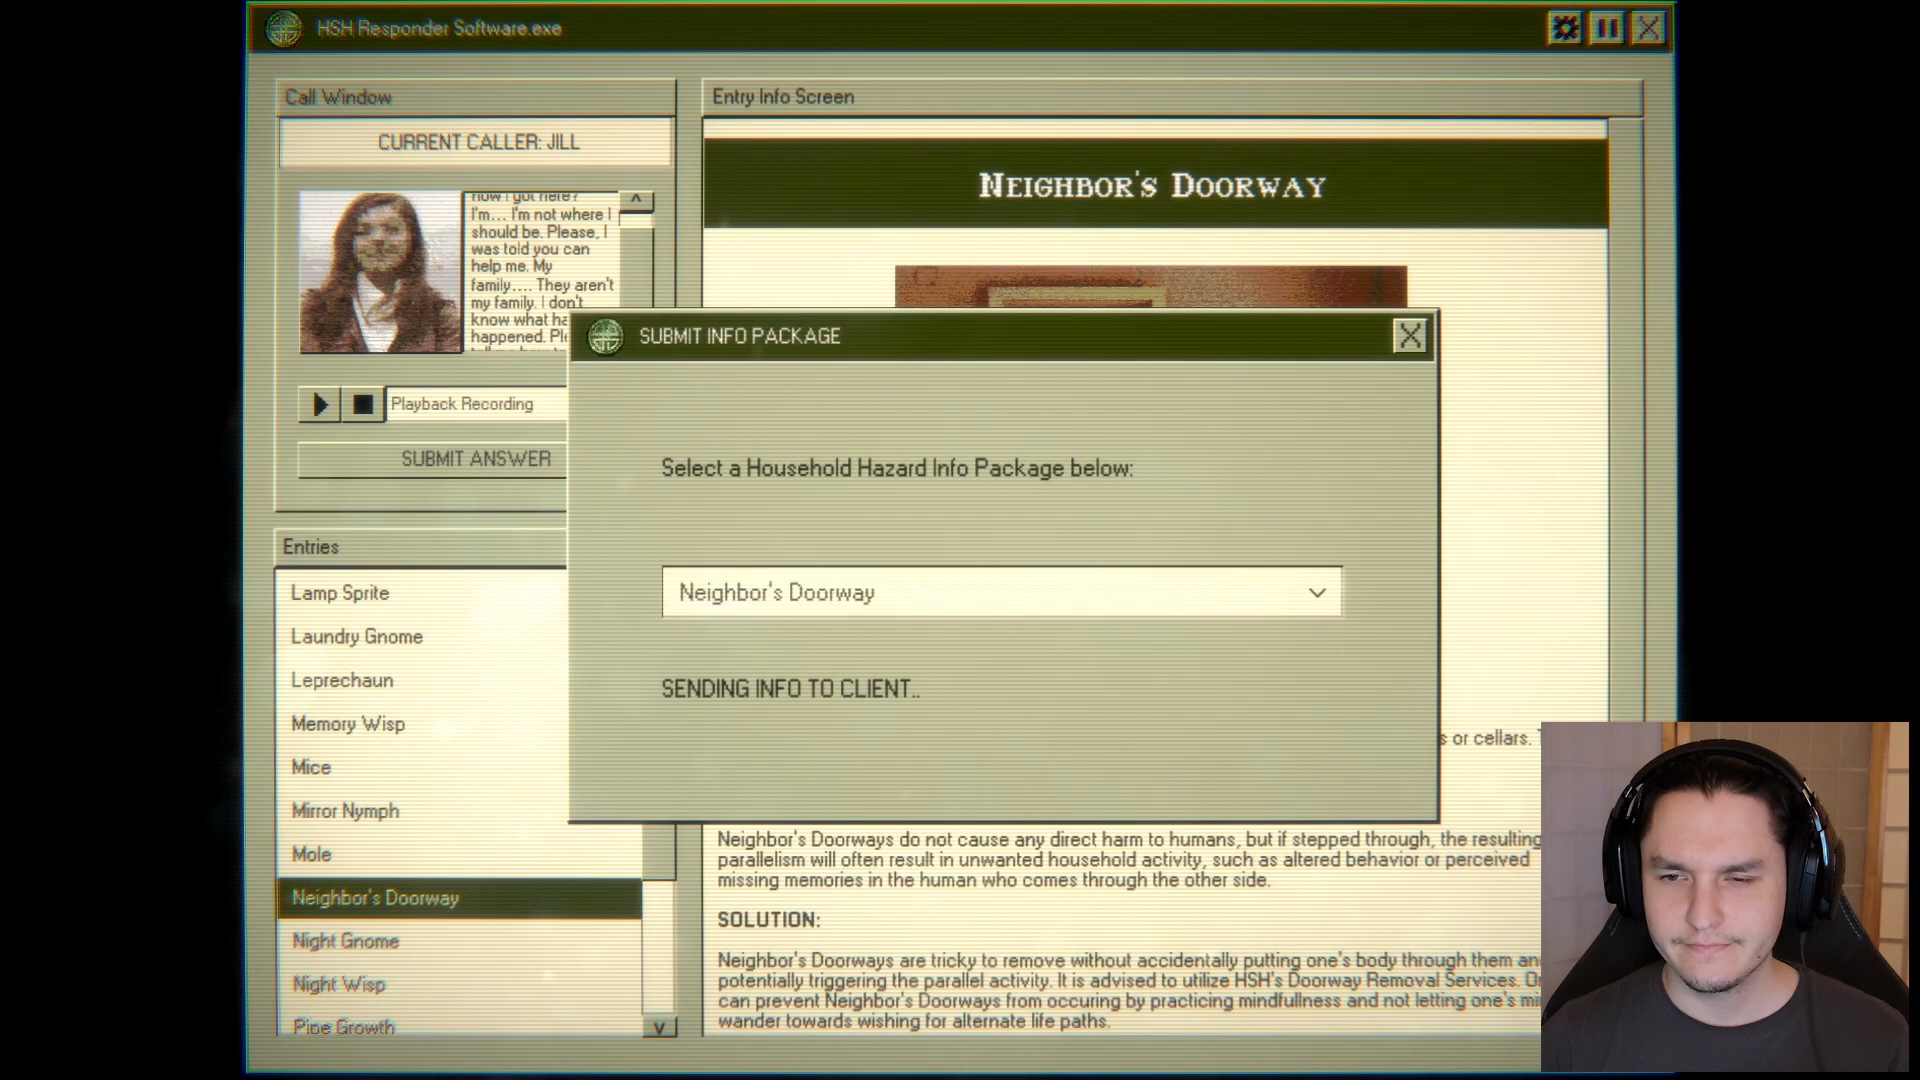 HSH Responder Software.exe
Call Window
CURRENT CALLER: JILL
how I got here?
I'm... I'm not where I
should be. Please, I
was told you can
help me. My
family.... They aren't
my family. I don't
know what ha
happened. Ple
Playback Recording
SUBMIT ANSWER
Entries
Lamp Sprite
Laundry Gnome
Leprechaun
Memory Wisp
Mice
Mirror Nymph
Mole
Neighbor's Doorway
Night Gnome
Night Wisp
Pipe Growth
Entry Info Screen
NEIGHBOR'S DOORWAY
SUBMIT INFO PACKAGE
Select a Household Hazard Info Package below:
Neighbor's Doorway
SENDING INFO TO CLIENT..
s or cellars.
Neighbor's Doorways do not cause any direct harm to humans, but if stepped through, the resulting
parallelism will often result in unwanted household activity, such as altered behavior or perceived
missing memories in the human who comes through the other side.
SOLUTION:
Neighbor's Doorways are tricky to remove without accidentally putting one's body through them an
potentially triggering the parallel activity. It is advised to utilize HSH's Doorway Removal Services. O
can prevent Neighbor's Doorways from occuring by practicing mindfullness and not letting one's mi
wander towards wishing for alternate life paths.